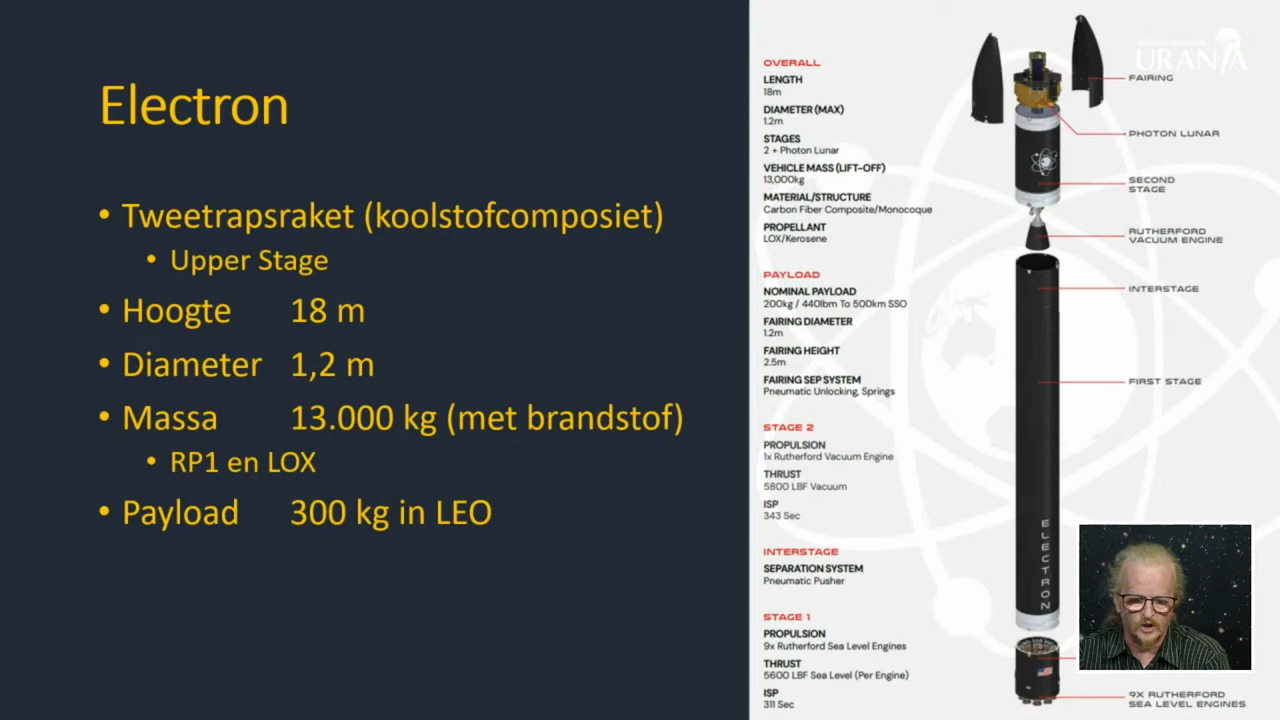 Electron
• Tweetrapsraket (koolstofcomposiet)
• Upper Stage
• Hoogte 18 m
• Diameter 1,2 m
• Massa 13.000 kg (met brandstof)
• RP1 en LOX
• Payload 300 kg in LEO
OVERALL
LENGTH
18m
DIAMETER (MAX)
1.2m
STAGES
2 + Photon Lunar
VEHICLE MASS (LIFT-OFF)
13,000kg
MATERIAL/STRUCTURE
Carbon Fiber Composite/Monocoque
PROPELLANT
LOX/Kerosene
PAYLOAD
NOMINAL PAYLOAD
200kg / 440lbm To 500km SSO
FAIRING DIAMETER
1.2m
FAIRING HEIGHT
2.5m
FAIRING SEP SYSTEM
Pneumatic Unlocking, Springs
STAGE 2
PROPULSION
1x Rutherford Vacuum Engine
THRUST
5800 LBF Vacuum
ISP
343 Sec
INTERSTAGE
SEPARATION SYSTEM
Pneumatic Pusher
STAGE 1
PROPULSION
9x Rutherford Sea Level Engines
THRUST
5600 LBF Sea Level (Per Engine)
ISP
311 Sec
URANIA
FAIRING
PHOTON LUNAR
SECOND
STAGE
RUTHERFORD
VACUUM ENGINE
INTERSTAGE
FIRST STAGE
ELECTRON
9X RUTHERFORD
SEA LEVEL ENGINES